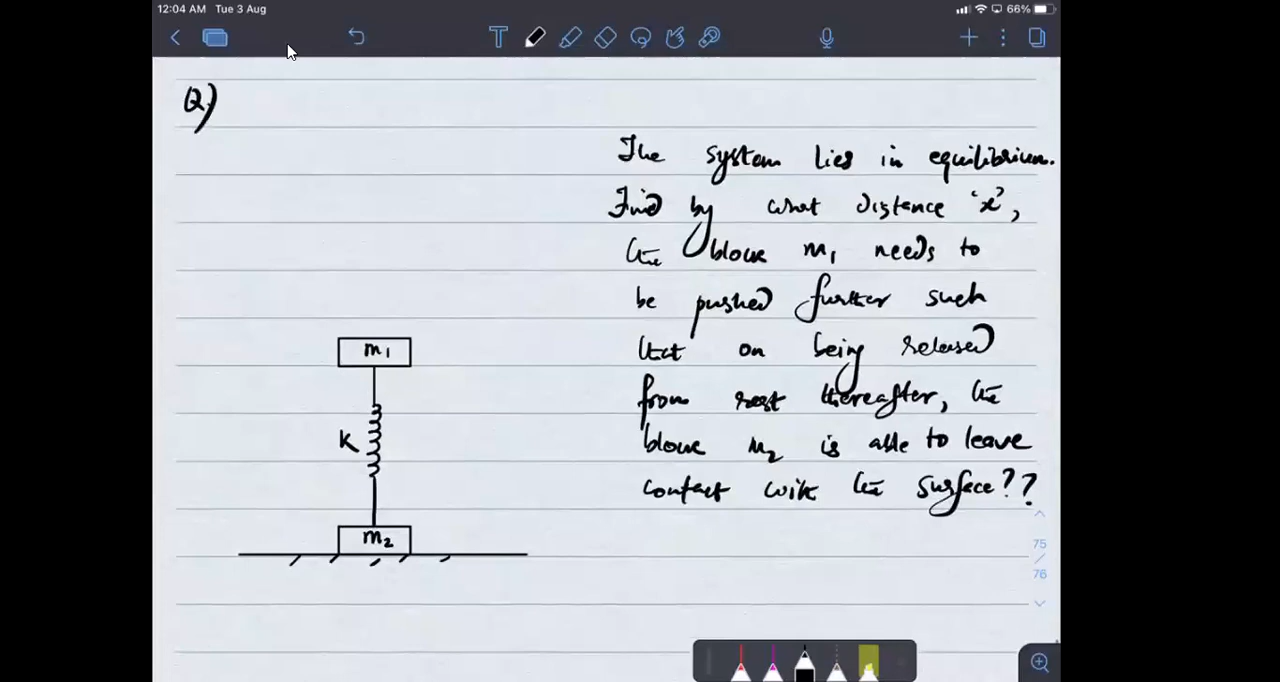 12:04 AM Tue 3 Aug
66%
T
Q)
The system lies in equilibrium.
Find by what distance 'x',
the block m₁ needs to
be pushed further such
that on being released
from rest thereafter, the
block m₂ is able to leave
contact with the surface??
m₁
K
m₂
75
/
76